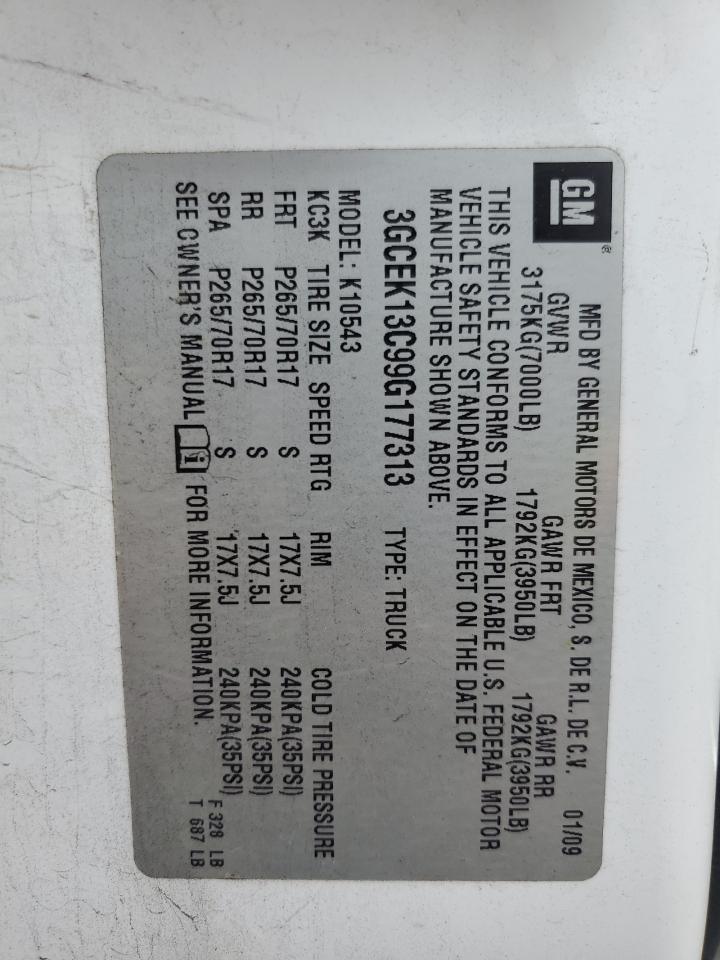 GM
®
MFD BY GENERAL MOTORS DE MEXICO, S. DE R.L. DE C.V. 01/09
GVWR GAWR FRT GAWR RR
3175KG(7000LB) 1792KG(3950LB) 1792KG(3950LB)
THIS VEHICLE CONFORMS TO ALL APPLICABLE U.S. FEDERAL MOTOR
VEHICLE SAFETY STANDARDS IN EFFECT ON THE DATE OF
MANUFACTURE SHOWN ABOVE.
3GCEK13C99G177313 TYPE: TRUCK
MODEL: K10543
KC3K TIRE SIZE SPEED RTG RIM COLD TIRE PRESSURE
FRT P265/70R17 S 17X7.5J 240KPA(35PSI)
RR P265/70R17 S 17X7.5J 240KPA(35PSI)
SPA P265/70R17 S 17X7.5J 240KPA(35PSI)
SEE OWNER'S MANUAL i FOR MORE INFORMATION.
F 328 LB
T 687 LB